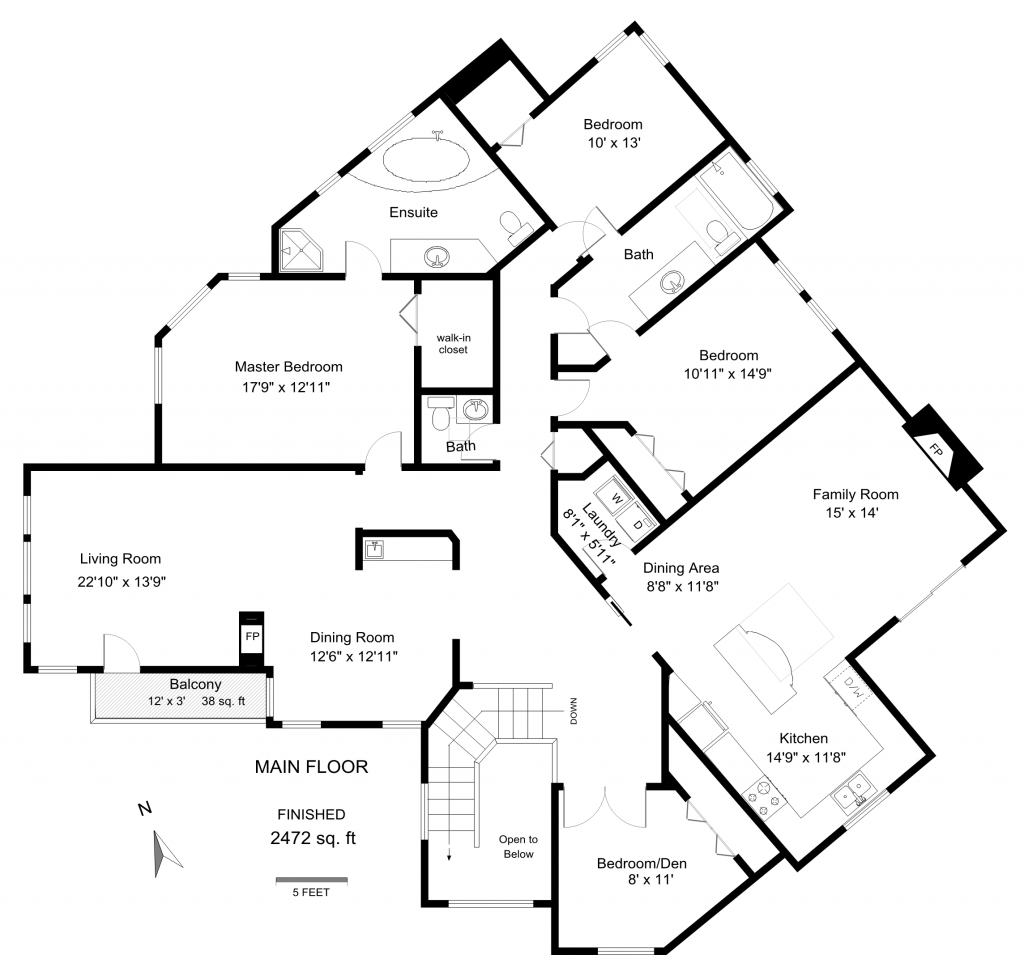 Bedroom
10' x 13'
Ensuite
Bath
walk-in
closet
Master Bedroom
17'9" x 12'11"
Bedroom
10'11" x 14'9"
Bath
FP
Family Room
15' x 14'
W
D
Laundry
8'1" x 5'11"
Living Room
22'10" x 13'9"
Dining Area
8'8" x 11'8"
FP
Dining Room
12'6" x 12'11"
Balcony
12' x 3' 38 sq. ft
D/W
DOWN
Kitchen
14'9" x 11'8"
MAIN FLOOR
N
FINISHED
2472 sq. ft
Open to
Below
Bedroom/Den
8' x 11'
5 FEET